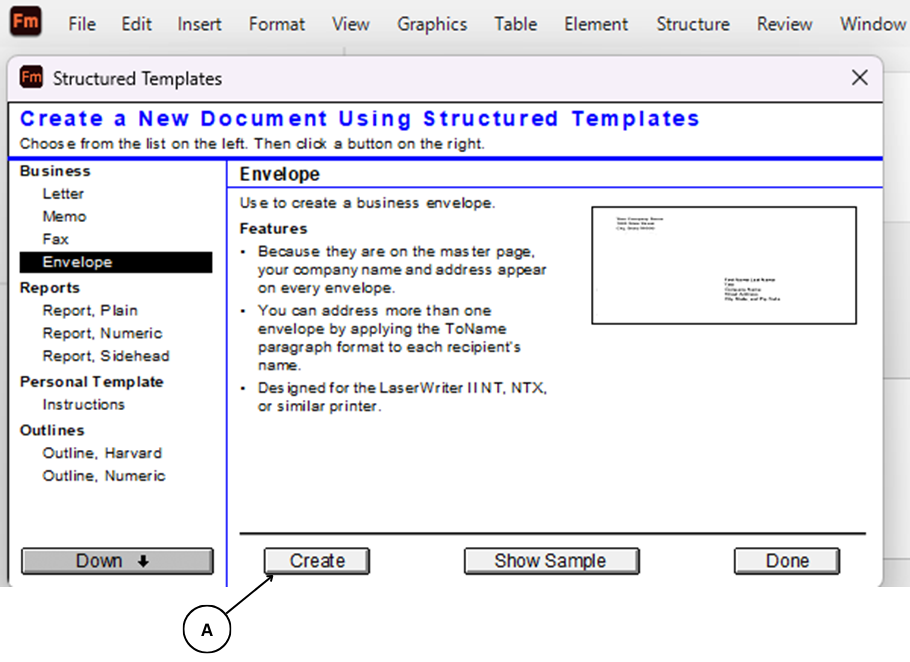 Fm File Edit Insert Format View Graphics Table Element Structure Review Window
Fm Structured Templates
Create a New Document Using Structured Templates
Choose from the list on the left. Then click a button on the right.
Business
Letter
Memo
Fax
Envelope
Reports
Report, Plain
Report, Numeric
Report, Sidehead
Personal Template
Instructions
Outlines
Outline, Harvard
Outline, Numeric
Down
Envelope
Use to create a business envelope.
Features
• Because they are on the master page,
your company name and address appear
on every envelope.
• You can address more than one
envelope by applying the ToName
paragraph format to each recipient's
name.
• Designed for the LaserWriter II NT, NTX,
or similar printer.
Create
Show Sample
Done
A